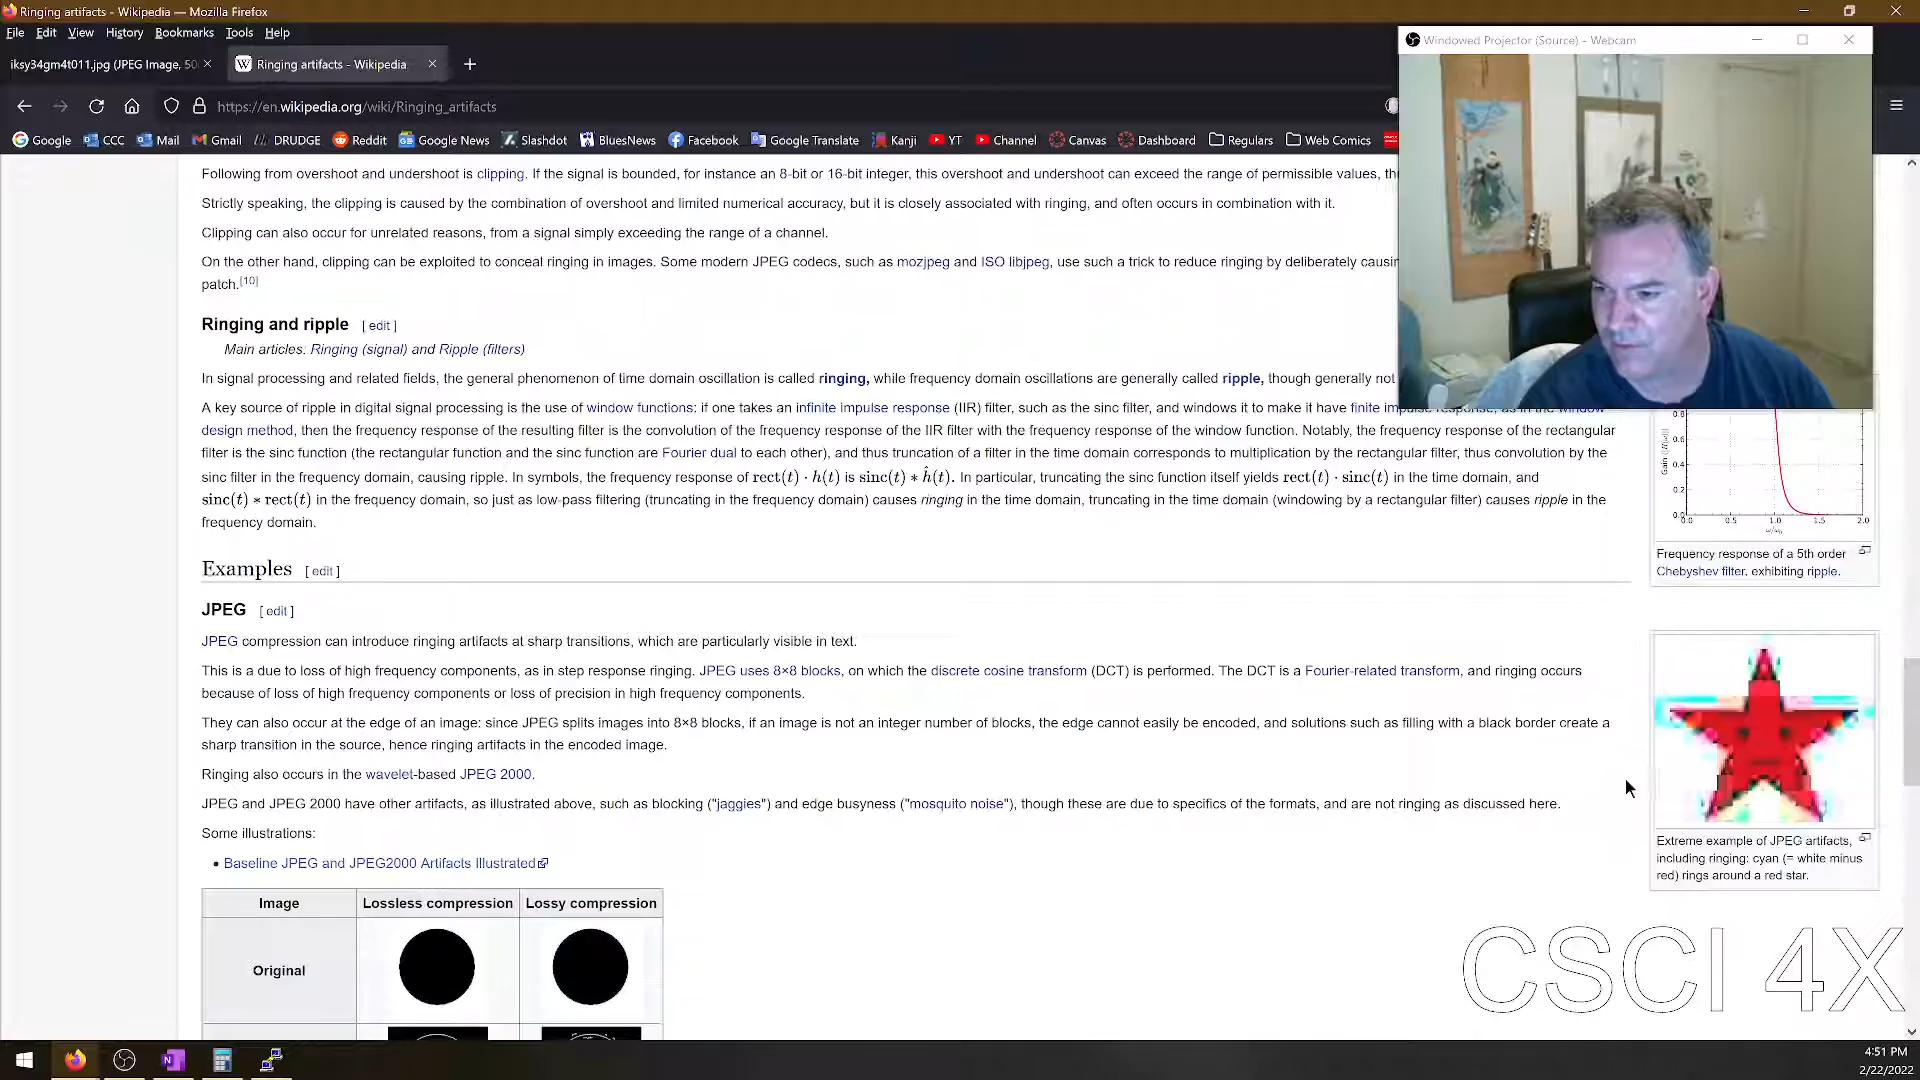 Ringing artifacts - Wikipedia — Mozilla Firefox
File Edit View History Bookmarks Tools Help
Windowed Projector (Source) - Webcam
iksy34gm4t011.jpg (JPEG Image, 50
Ringing artifacts - Wikipedia
https://en.wikipedia.org/wiki/Ringing_artifacts
Google CCC Mail Gmail DRUDGE Reddit Google News Slashdot BluesNews Facebook Google Translate Kanji YT Channel Canvas Dashboard Regulars Web Comics
Following from overshoot and undershoot is clipping. If the signal is bounded, for instance an 8-bit or 16-bit integer, this overshoot and undershoot can exceed the range of permissible values,
Strictly speaking, the clipping is caused by the combination of overshoot and limited numerical accuracy, but it is closely associated with ringing, and often occurs in combination with it.
Clipping can also occur for unrelated reasons, from a signal simply exceeding the range of a channel.
On the other hand, clipping can be exploited to conceal ringing in images. Some modern JPEG codecs, such as mozjpeg and ISO libjpeg, use such a trick to reduce ringing by deliberately
patch.[10]
Ringing and ripple [ edit ]
Main articles: Ringing (signal) and Ripple (filters)
In signal processing and related fields, the general phenomenon of time domain oscillation is called ringing, while frequency domain oscillations are generally called ripple, though generally not
A key source of ripple in digital signal processing is the use of window functions: if one takes an infinite impulse response (IIR) filter, such as the sinc filter, and windows it to make it have finite impulse response, as in the window
design method, then the frequency response of the resulting filter is the convolution of the frequency response of the IIR filter with the frequency response of the window function. Notably, the frequency response of the rectangular
filter is the sinc function (the rectangular function and the sinc function are Fourier dual to each other), and thus truncation of a filter in the time domain corresponds to multiplication by the rectangular filter, thus convolution by the
sinc filter in the frequency domain, causing ripple. In symbols, the frequency response of rect(t) · h(t) is sinc(t) ∗ ĥ(t). In particular, truncating the sinc function itself yields rect(t) · sinc(t) in the time domain, and
sinc(t) ∗ rect(t) in the frequency domain, so just as low-pass filtering (truncating in the frequency domain) causes ringing in the time domain, truncating in the time domain (windowing by a rectangular filter) causes ripple in the
frequency domain.
0.8
0.6
0.4
0.2
0.0
0.0 0.5 1.0 1.5 2.0
ω/ω₀
Frequency response of a 5th order
Chebyshev filter, exhibiting ripple.
Examples [ edit ]
JPEG [ edit ]
JPEG compression can introduce ringing artifacts at sharp transitions, which are particularly visible in text.
This is a due to loss of high frequency components, as in step response ringing. JPEG uses 8×8 blocks, on which the discrete cosine transform (DCT) is performed. The DCT is a Fourier-related transform, and ringing occurs
because of loss of high frequency components or loss of precision in high frequency components.
They can also occur at the edge of an image: since JPEG splits images into 8×8 blocks, if an image is not an integer number of blocks, the edge cannot easily be encoded, and solutions such as filling with a black border create a
sharp transition in the source, hence ringing artifacts in the encoded image.
Ringing also occurs in the wavelet-based JPEG 2000.
JPEG and JPEG 2000 have other artifacts, as illustrated above, such as blocking ("jaggies") and edge busyness ("mosquito noise"), though these are due to specifics of the formats, and are not ringing as discussed here.
Some illustrations:
• Baseline JPEG and JPEG2000 Artifacts Illustrated
Extreme example of JPEG artifacts,
including ringing: cyan (= white minus
red) rings around a red star.
Image Lossless compression Lossy compression
Original
CSCI 4X
4:51 PM
2/22/2022